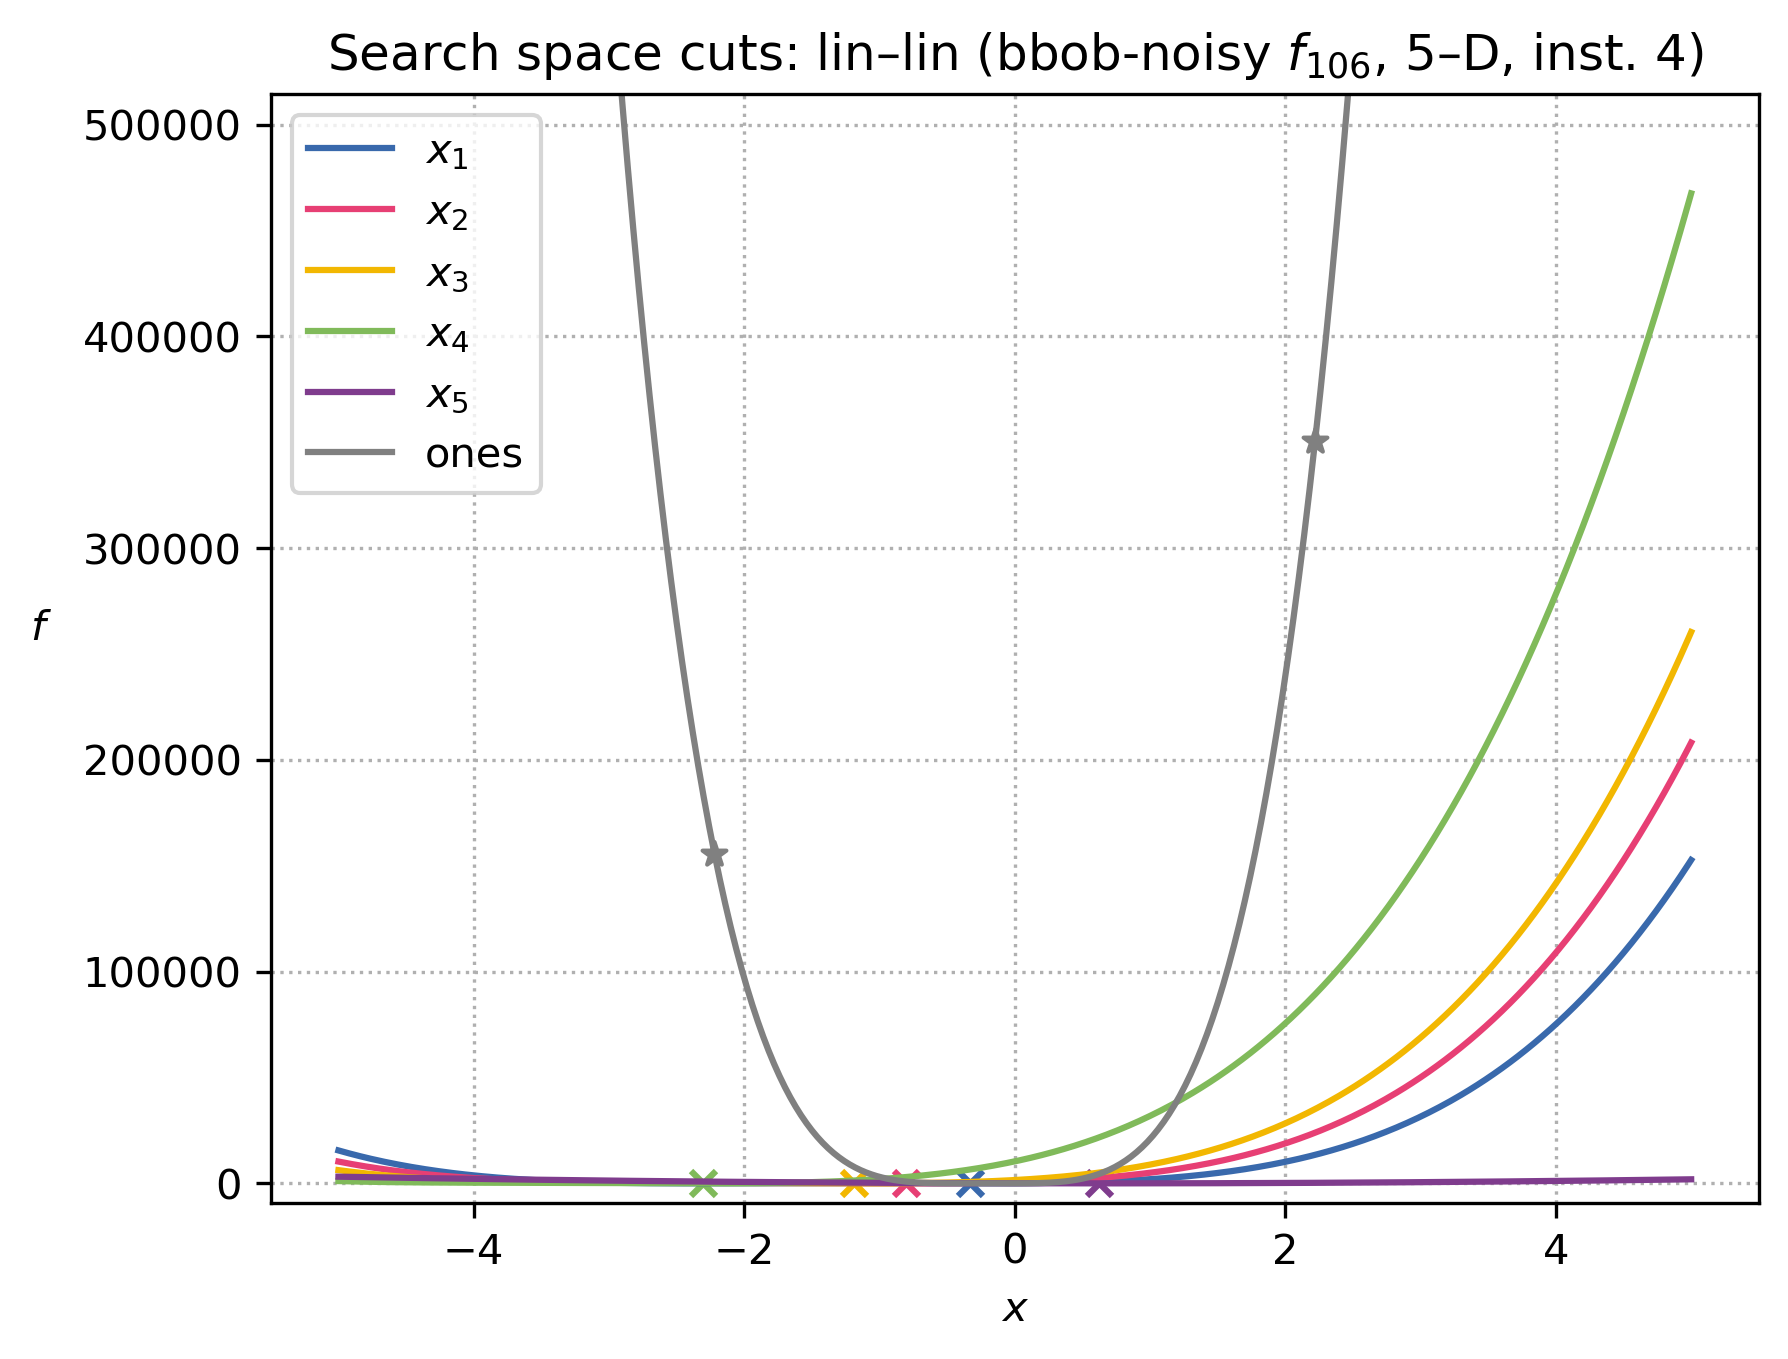 Search space cuts: lin–lin (bbob-noisy f₁₀₆, 5–D, inst. 4)
500000
400000
300000
200000
100000
0
f
x₁
x₂
x₃
x₄
x₅
ones
−4
−2
0
2
4
x